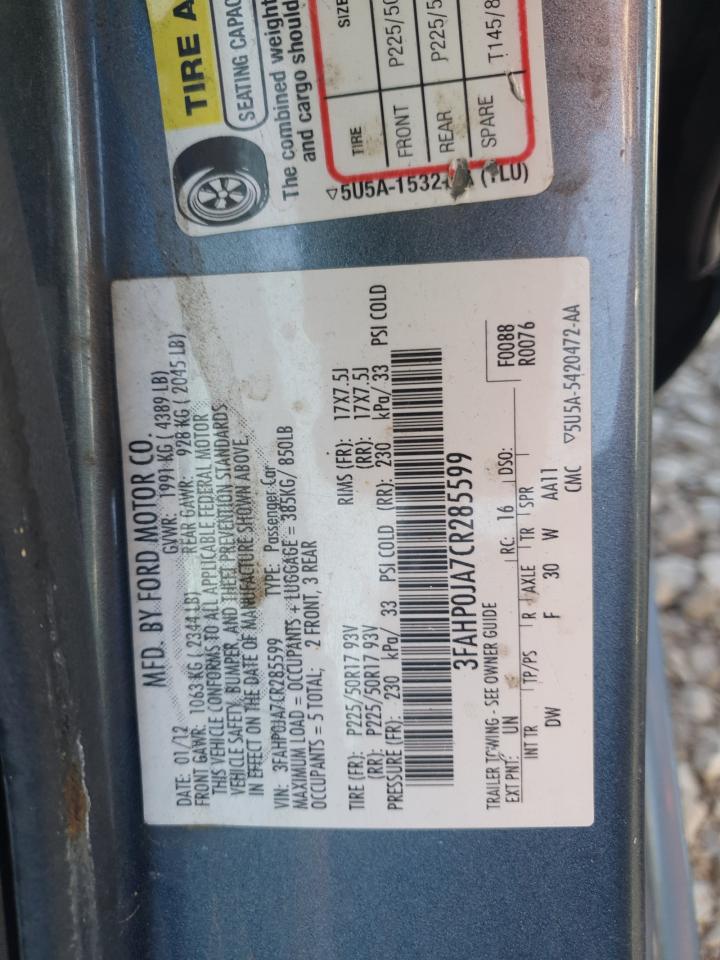 TIRE A
SEATING CAPAC
The combined weight
and cargo should
TIRE SIZE
FRONT P225/50
REAR P225/5
SPARE T145/8
▽5U5A-1532 (LU)
MFD. BY FORD MOTOR CO.
DATE: 01/12 GVWR: 1991 KG ( 4389 LB)
FRONT GAWR: 1063 KG ( 2344 LB) REAR GAWR: 928 KG ( 2045 LB)
THIS VEHICLE CONFORMS TO ALL APPLICABLE FEDERAL MOTOR
VEHICLE SAFETY, BUMPER, AND THEFT PREVENTION STANDARDS
IN EFFECT ON THE DATE OF MANUFACTURE SHOWN ABOVE.
VIN: 3FAHP0JA7CR285599 TYPE: Passenger Car
MAXIMUM LOAD = OCCUPANTS + LUGGAGE = 385KG/ 850LB
OCCUPANTS = 5 TOTAL; 2 FRONT, 3 REAR
TIRE (FR): P225/50R17 93V RIMS (FR): 17X7.5J
(RR): P225/50R17 93V (RR): 17X7.5J
PRESSURE (FR): 230 kPa/ 33 PSI COLD (RR): 230 kPa/ 33 PSI COLD
3FAHP0JA7CR285599
TRAILER TOWING - SEE OWNER GUIDE F0088
EXT PNT: UN RC: 16 DSO: R0076
INT TR TP/PS R AXLE TR SPR
DW F 30 W AA11
CMC ▽5U5A-5420472-AA